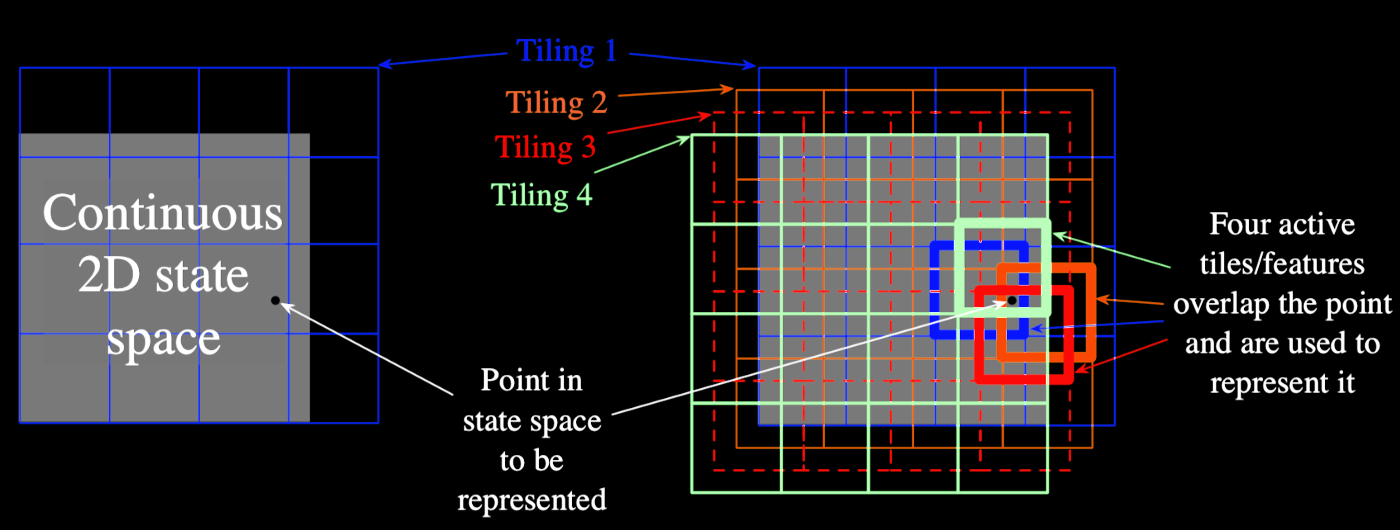 Continuous
2D state
space
Tiling 1
Tiling 2
Tiling 3
Tiling 4
Point in
state space
to be
represented
Four active
tiles/features
overlap the point
and are used to
represent it